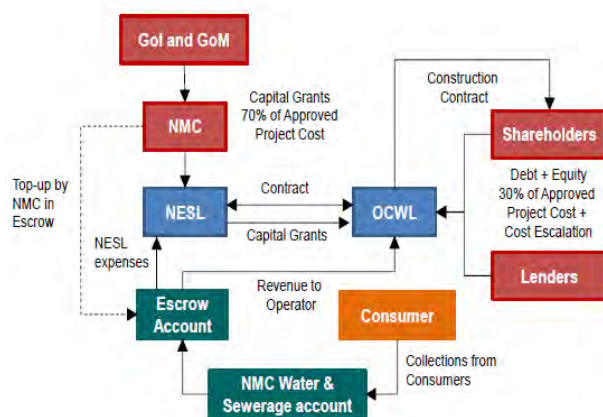 GoI and GoM
Construction
Contract
Capital Grants
70% of Approved
Project Cost
NMC
Shareholders
Top-up by
NMC in
Escrow
Debt + Equity
30% of Approved
Project Cost +
Cost Escalation
Contract
NESL
OCWL
Capital Grants
NESL
expenses
Revenue to
Operator
Lenders
Escrow
Account
Consumer
Collections from
Consumers
NMC Water &
Sewerage account